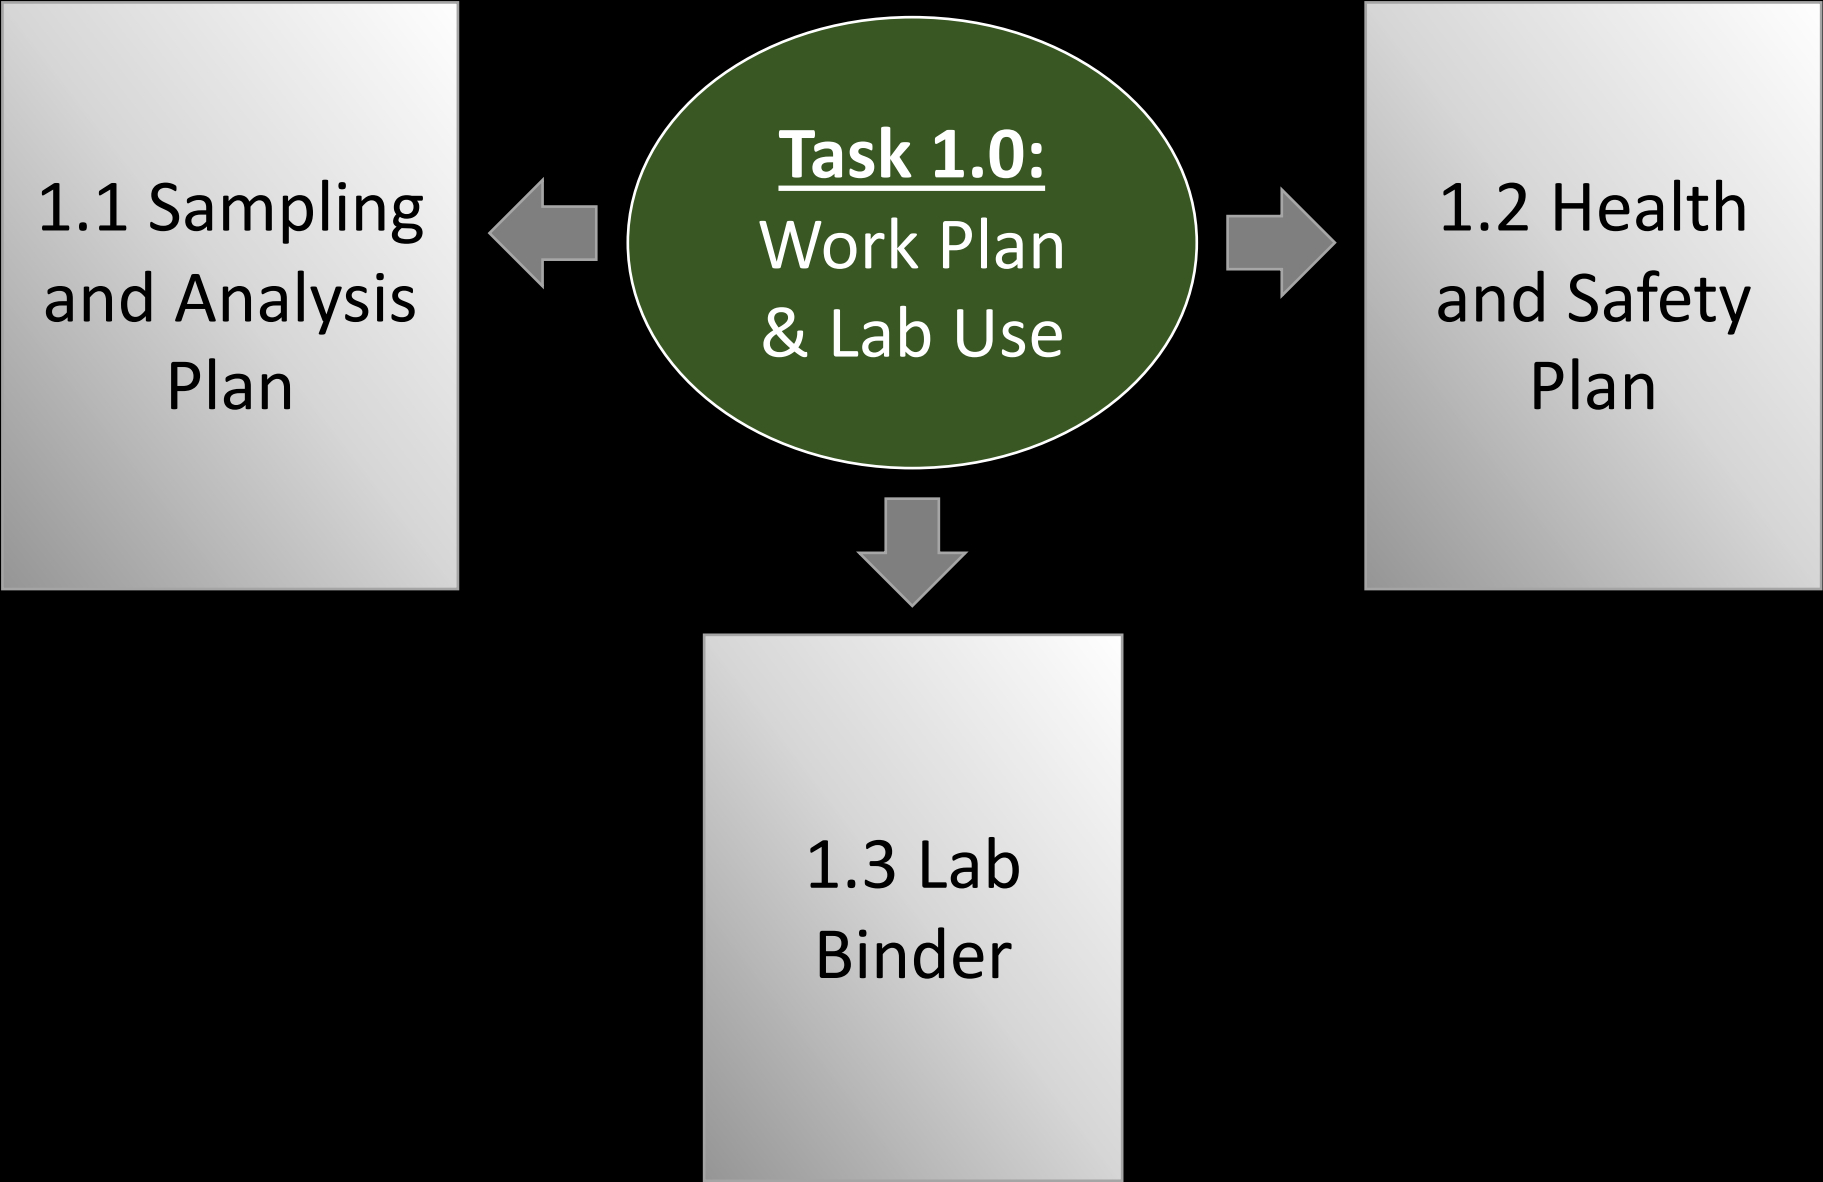 Task 1.0:
Work Plan
& Lab Use
1.1 Sampling
and Analysis
Plan
1.2 Health
and Safety
Plan
1.3 Lab
Binder